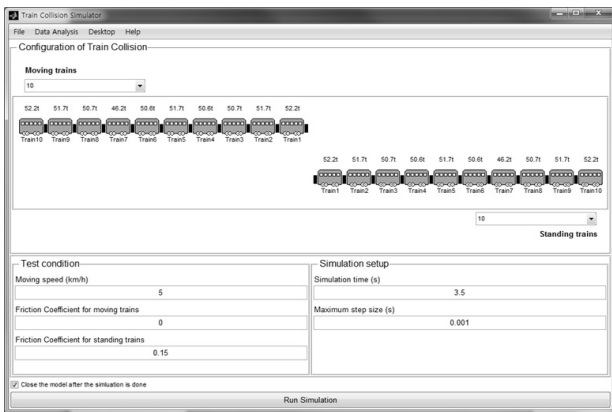 Train Collision Simulator
File Data Analysis Desktop Help
Configuration of Train Collision
Moving trains
10
52.2t 51.7t 50.7t 46.2t 50.6t 51.7t 50.6t 50.7t 51.7t 52.2t
Train10 Train9 Train8 Train7 Train6 Train5 Train4 Train3 Train2 Train1
52.2t 51.7t 50.7t 50.6t 51.7t 50.6t 46.2t 50.7t 51.7t 52.2t
Train1 Train2 Train3 Train4 Train5 Train6 Train7 Train8 Train9 Train10
10
Standing trains
Test condition
Moving speed (km/h)
5
Friction Coefficient for moving trains
0
Friction Coefficient for standing trains
0.15
Simulation setup
Simulation time (s)
3.5
Maximum step size (s)
0.001
Close the model after the simluation is done
Run Simulation